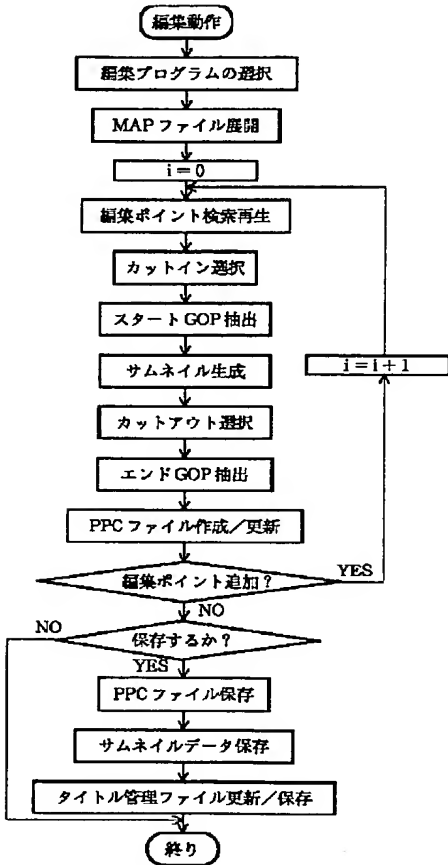 編集動作
編集プログラムの選択
MAPファイル展開
i=0
編集ポイント検索再生
カットイン選択
スタートGOP抽出
サムネイル生成
i=i+1
カットアウト選択
エンドGOP抽出
PPCファイル作成/更新
編集ポイント追加?
YES
NO
NO
保存するか?
YES
PPCファイル保存
サムネイルデータ保存
タイトル管理ファイル更新/保存
終り